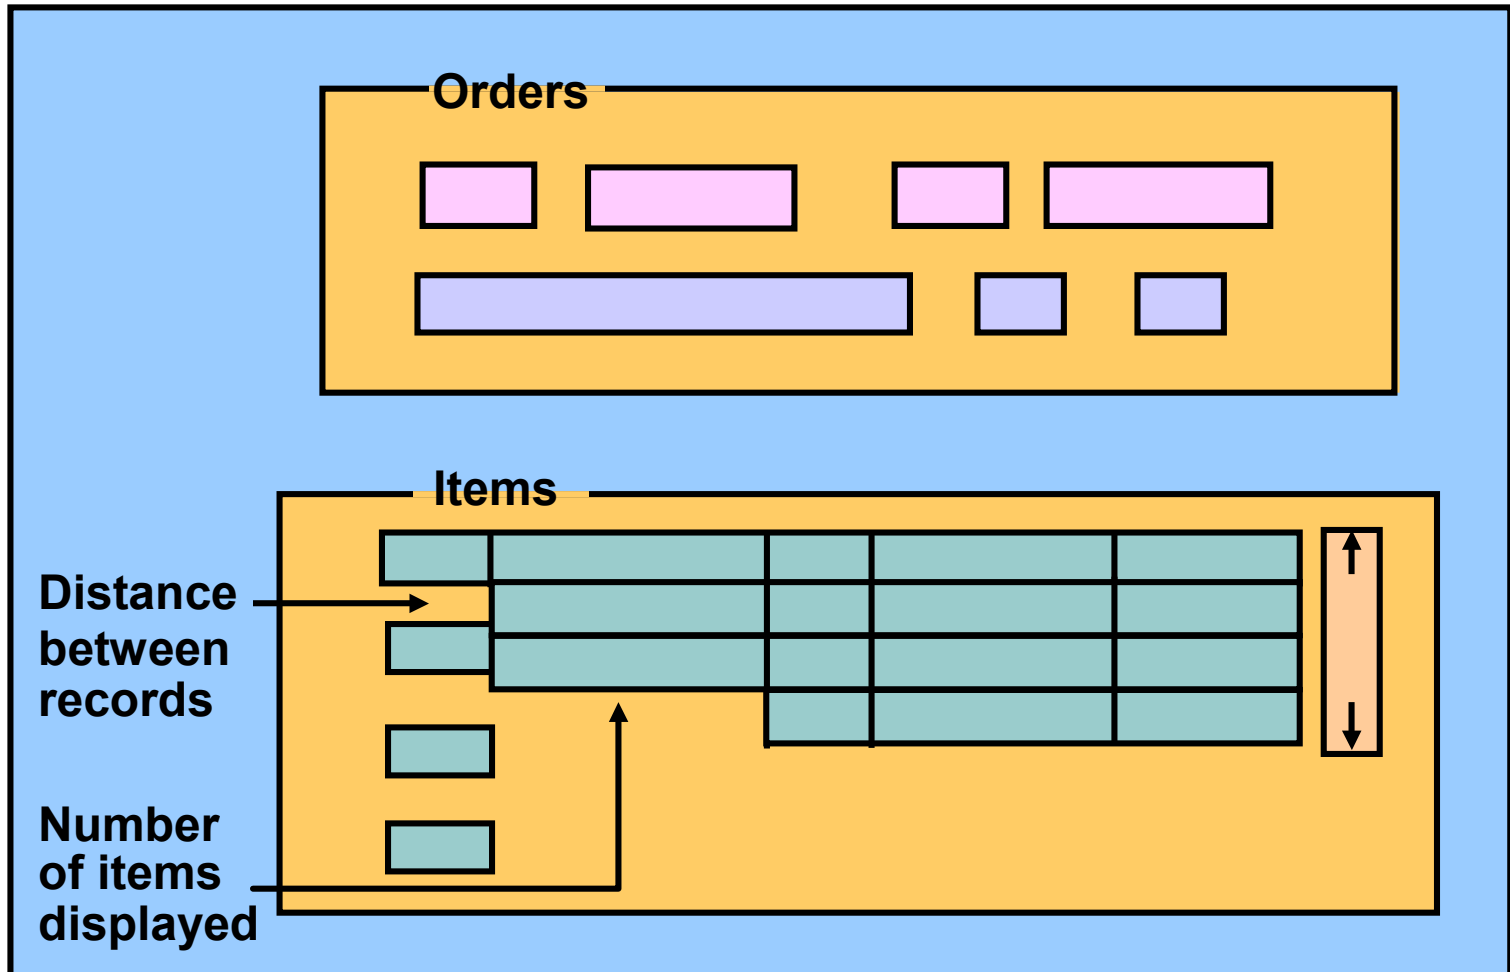 Orders
Items
Distance
between
records
Number
of items
displayed